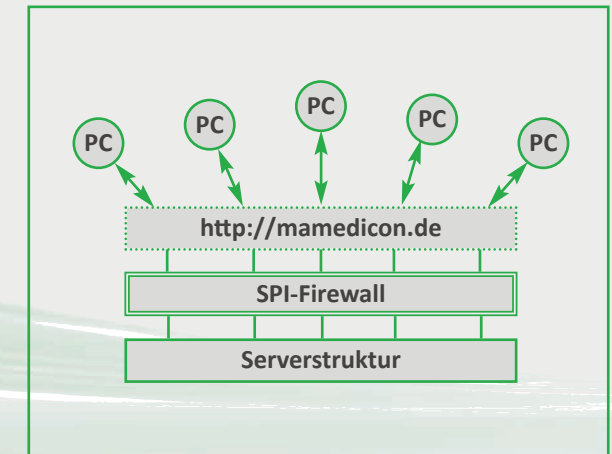 PC
PC
PC
PC
PC
http://mamedicon.de
SPI-Firewall
Serverstruktur